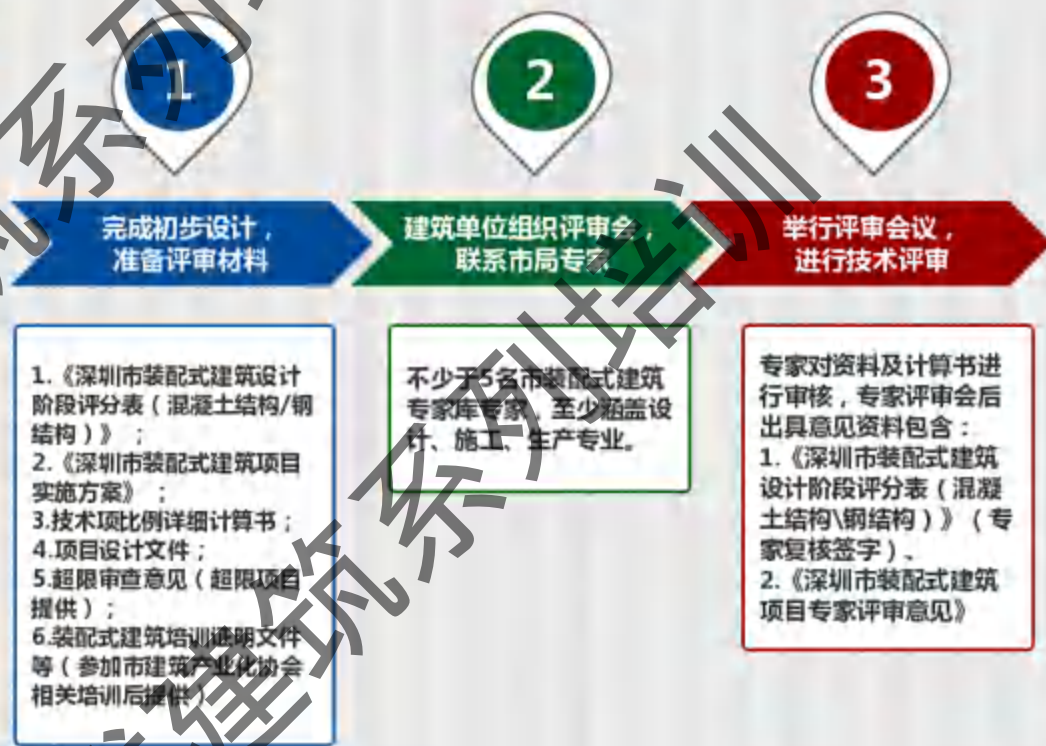 1
2
3
完成初步设计，
准备评审材料
建筑单位组织评审会，
联系市局专家
举行评审会议，
进行技术评审
1.《深圳市装配式建筑设计
阶段评分表（混凝土结构/钢
结构）》；
2.《深圳市装配式建筑项目
实施方案》；
3.技术项比例详细计算书；
4.项目设计文件；
5.超限审查意见（超限项目
提供）；
6.装配式建筑培训证明文件
等（参加市建筑产业化协会
相关培训后提供）
不少于5名市装配式建筑
专家库专家，至少涵盖设
计、施工、生产专业。
专家对资料及计算书进
行审核，专家评审会后
出具意见资料包含：
1.《深圳市装配式建筑
设计阶段评分表（混凝
土结构\钢结构）》（专
家复核签字）、
2.《深圳市装配式建筑
项目专家评审意见》
建筑系列培训
筑系列